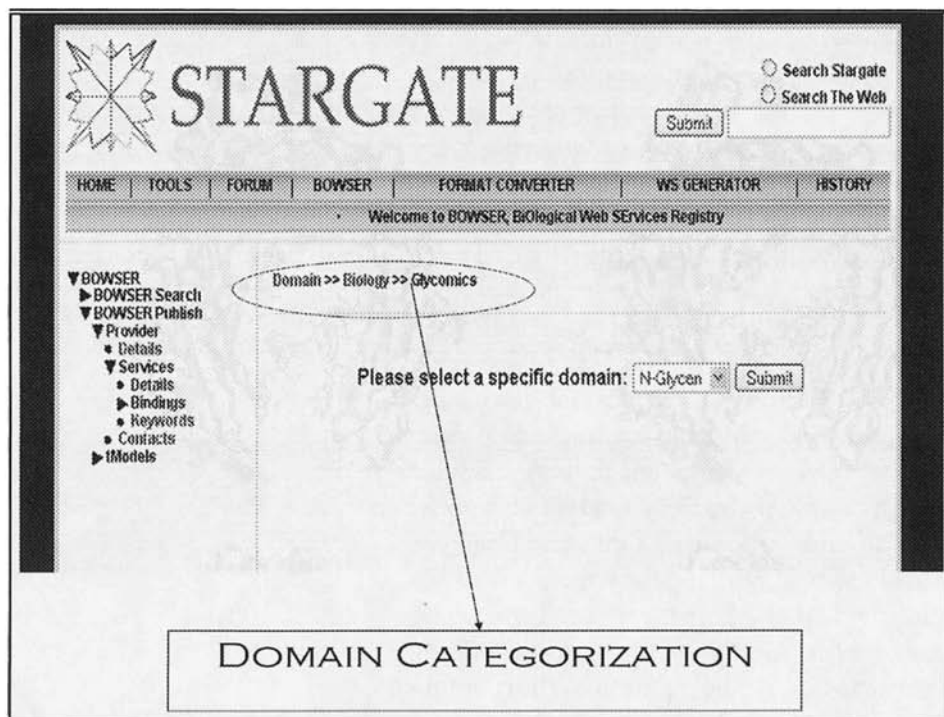 STARGATE
Search Stargate
Search The Web
Submit
HOME | TOOLS | FORUM | BOWSER | FORMAT CONVERTER | WS GENERATOR | HISTORY
Welcome to BOWSER, BiOlogical Web SErvices Registry
▼BOWSER
▶BOWSER Search
▼BOWSER Publish
▼Provider
• Details
▼Services
• Details
▶Bindings
• Keywords
• Contacts
▶tModels
Domain >> Biology >> Glycomics
Please select a specific domain: N-Glycan Submit
DOMAIN CATEGORIZATION